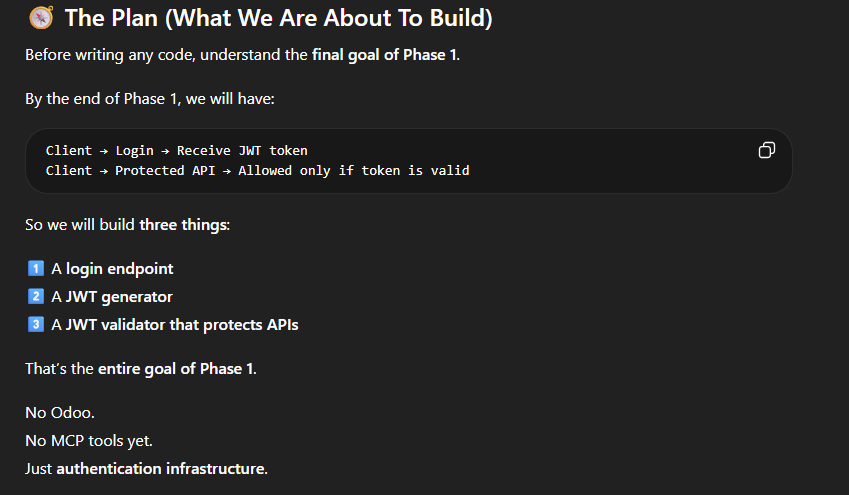 🧭 The Plan (What We Are About To Build)
Before writing any code, understand the final goal of Phase 1.
By the end of Phase 1, we will have:
Client → Login → Receive JWT token
Client → Protected API → Allowed only if token is valid
So we will build three things:
1️⃣ A login endpoint
2️⃣ A JWT generator
3️⃣ A JWT validator that protects APIs
That’s the entire goal of Phase 1.
No Odoo.
No MCP tools yet.
Just authentication infrastructure.